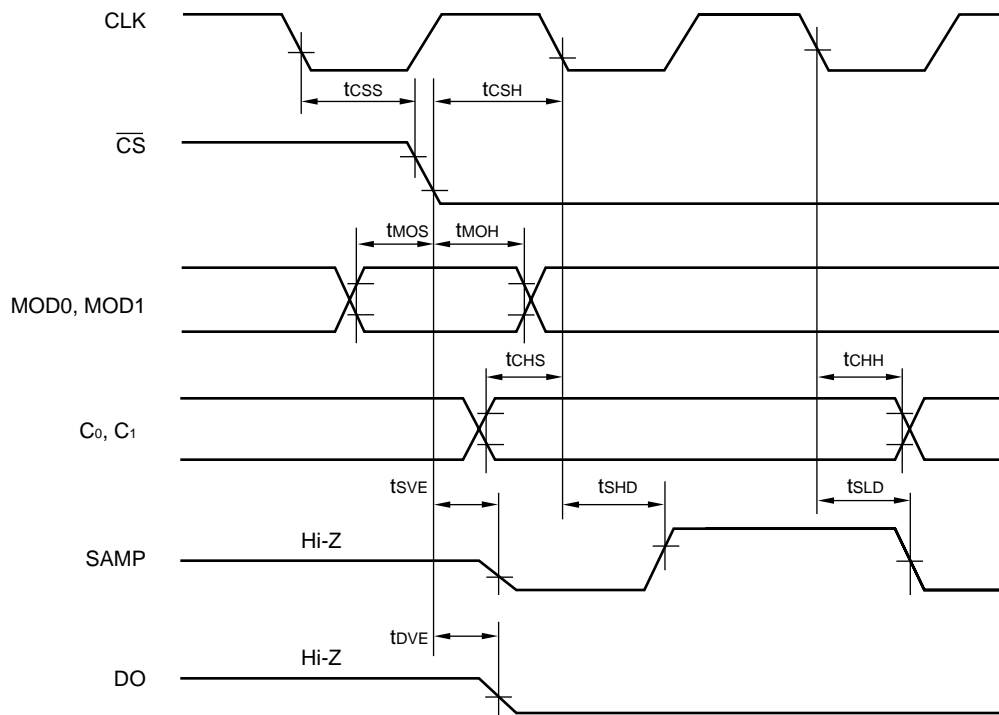 CLK
tCSS
tCSH
CS
tMOS
tMOH
MOD0, MOD1
tCHS
tCHH
C0, C1
tSVE
tSHD
tSLD
Hi-Z
SAMP
tDVE
Hi-Z
DO